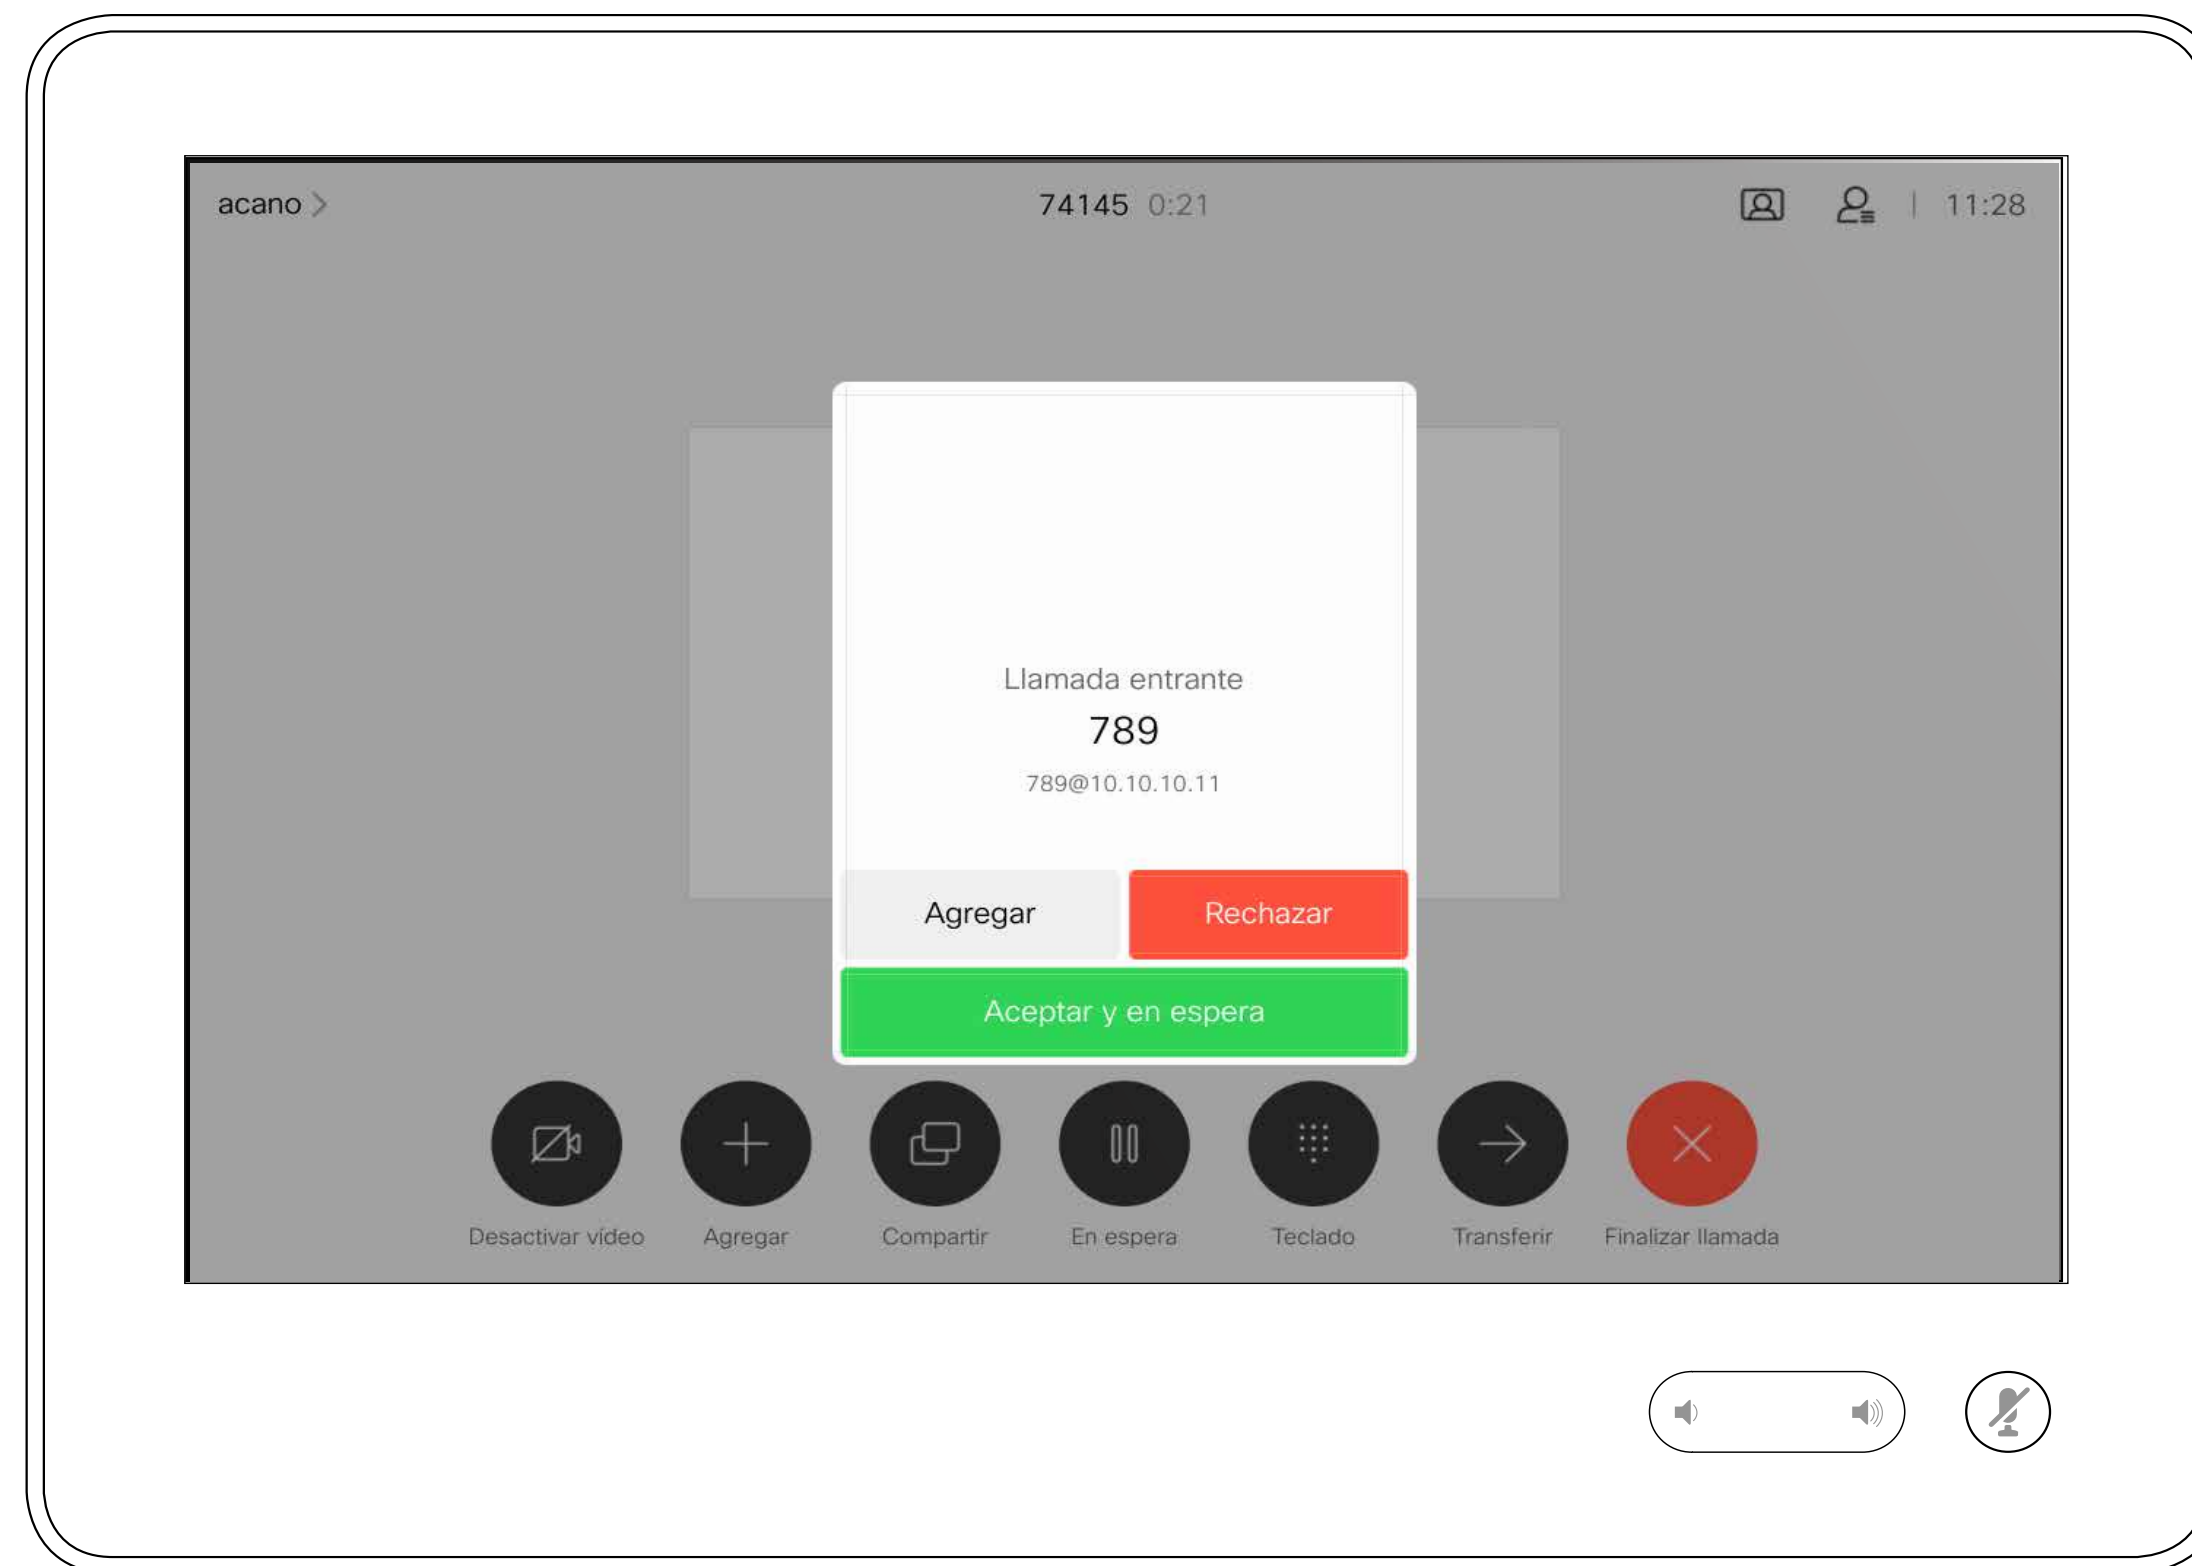 acano
74145 0:21
11:28
Llamada entrante
789
789@10.10.10.11
Agregar
Rechazar
Aceptar y en espera
Desactivar vídeo
Agregar
Compartir
En espera
Teclado
Transferir
Finalizar llamada